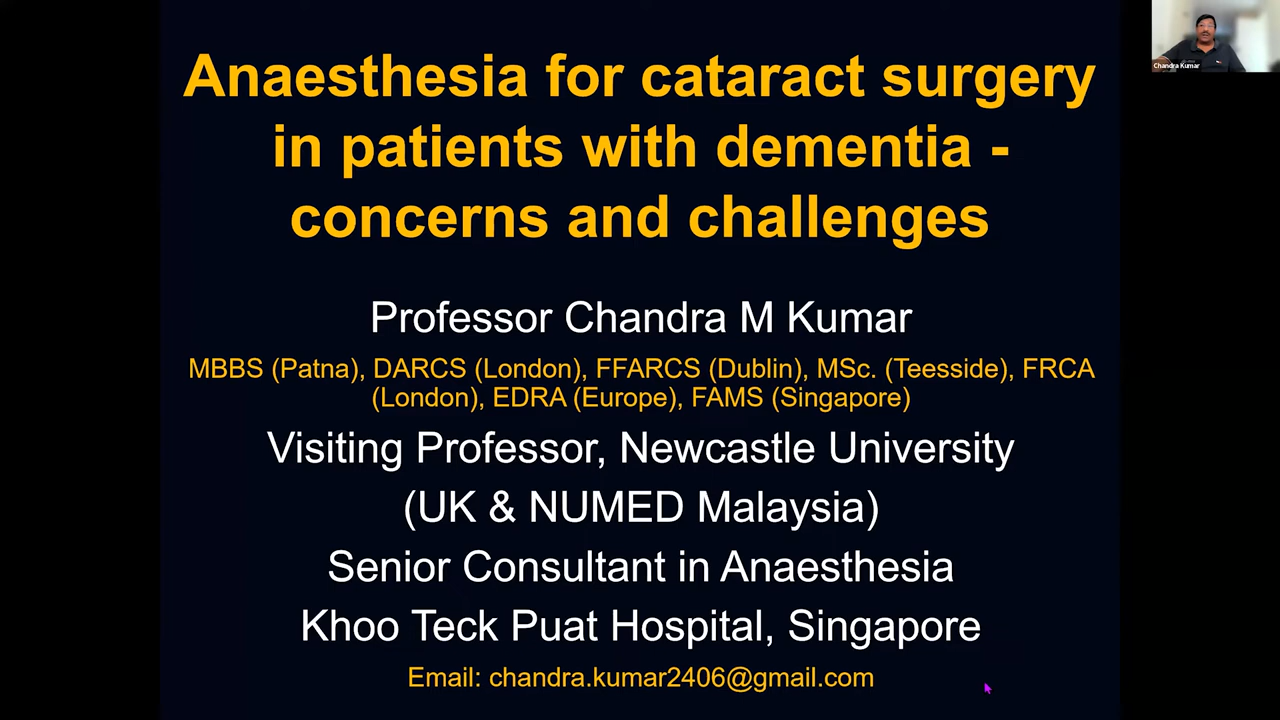 Anaesthesia for cataract surgery
in patients with dementia -
concerns and challenges
Professor Chandra M Kumar
MBBS (Patna), DARCS (London), FFARCS (Dublin), MSc. (Teesside), FRCA
(London), EDRA (Europe), FAMS (Singapore)
Visiting Professor, Newcastle University
(UK & NUMED Malaysia)
Senior Consultant in Anaesthesia
Khoo Teck Puat Hospital, Singapore
Email: chandra.kumar2406@gmail.com
Chandra Kumar